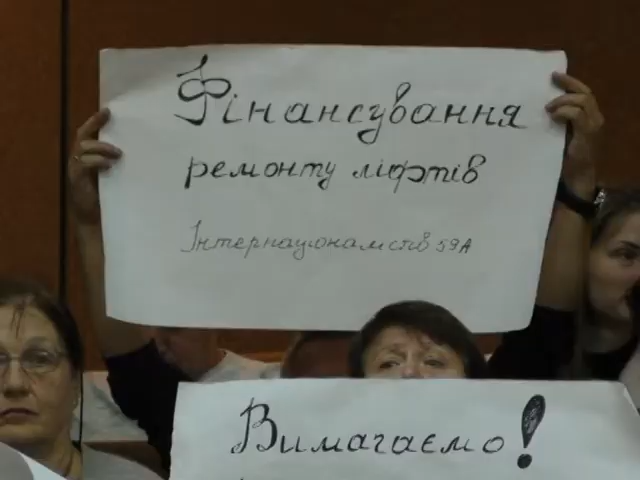 Фінансування
ремонту ліфтів
Інтернаціоналістів 59А
Вимагаємо!